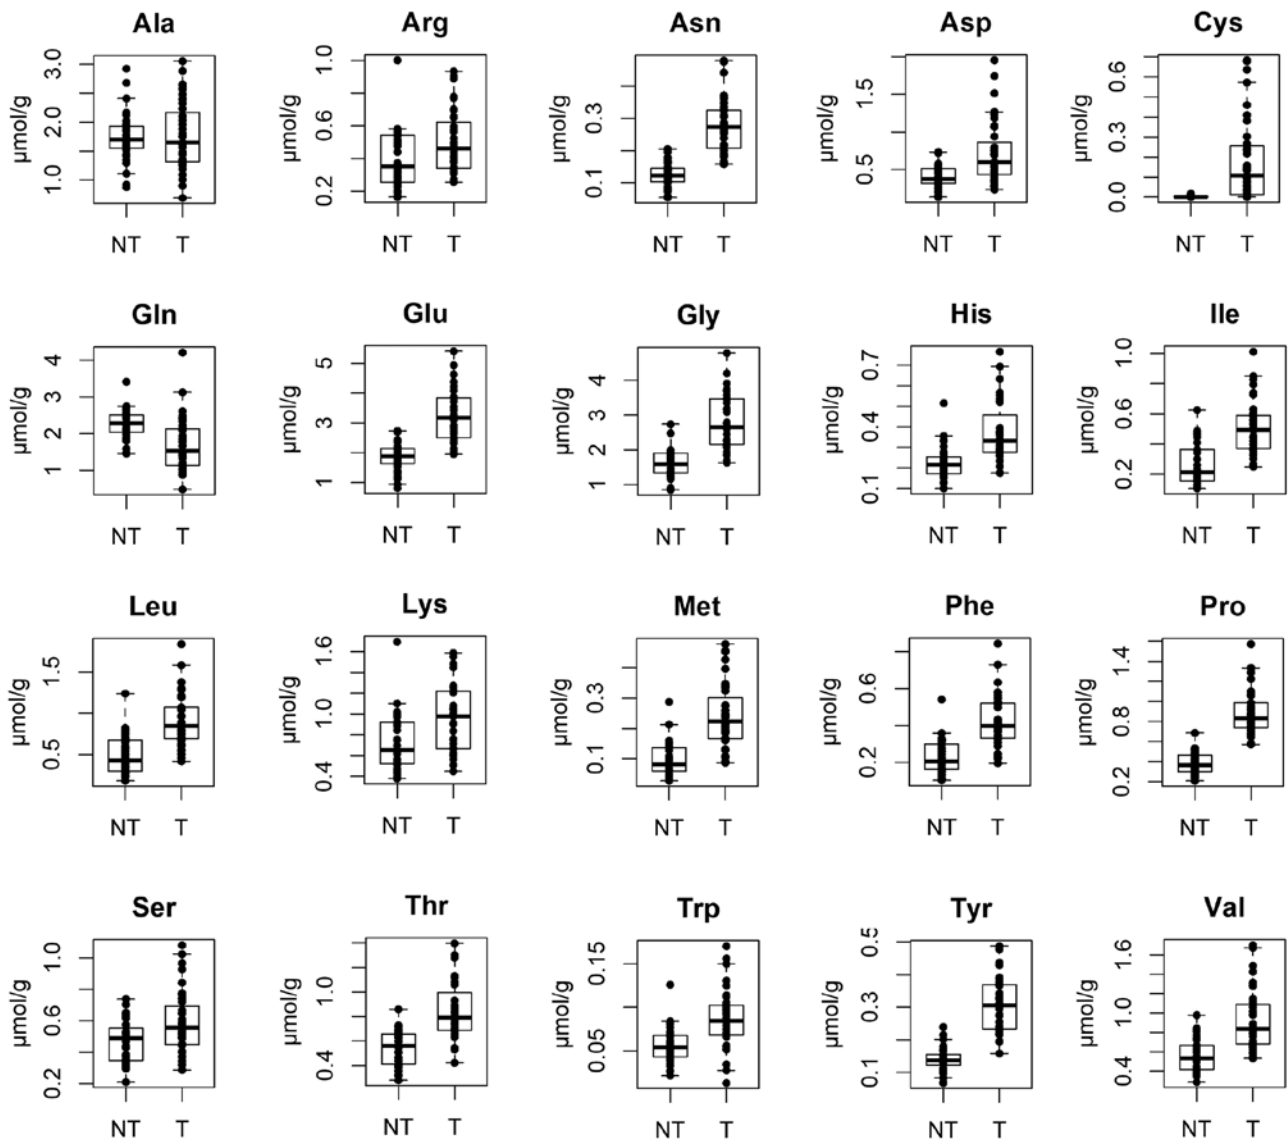 Ala Arg Asn Asp Cys
µmol/g 1.0 2.0 3.0 µmol/g 0.2 0.6 1.0 µmol/g 0.1 0.3 µmol/g 0.5 1.5 µmol/g 0.0 0.3 0.6
NT T NT T NT T NT T NT T
Gln Glu Gly His Ile
µmol/g 1 2 3 4 µmol/g 1 3 5 µmol/g 1 2 3 4 µmol/g 0.1 0.4 0.7 µmol/g 0.2 0.6 1.0
NT T NT T NT T NT T NT T
Leu Lys Met Phe Pro
µmol/g 0.5 1.5 µmol/g 0.4 1.0 1.6 µmol/g 0.1 0.3 µmol/g 0.2 0.6 µmol/g 0.2 0.8 1.4
NT T NT T NT T NT T NT T
Ser Thr Trp Tyr Val
µmol/g 0.2 0.6 1.0 µmol/g 0.4 1.0 µmol/g 0.05 0.15 µmol/g 0.1 0.3 0.5 µmol/g 0.4 1.0 1.6
NT T NT T NT T NT T NT T